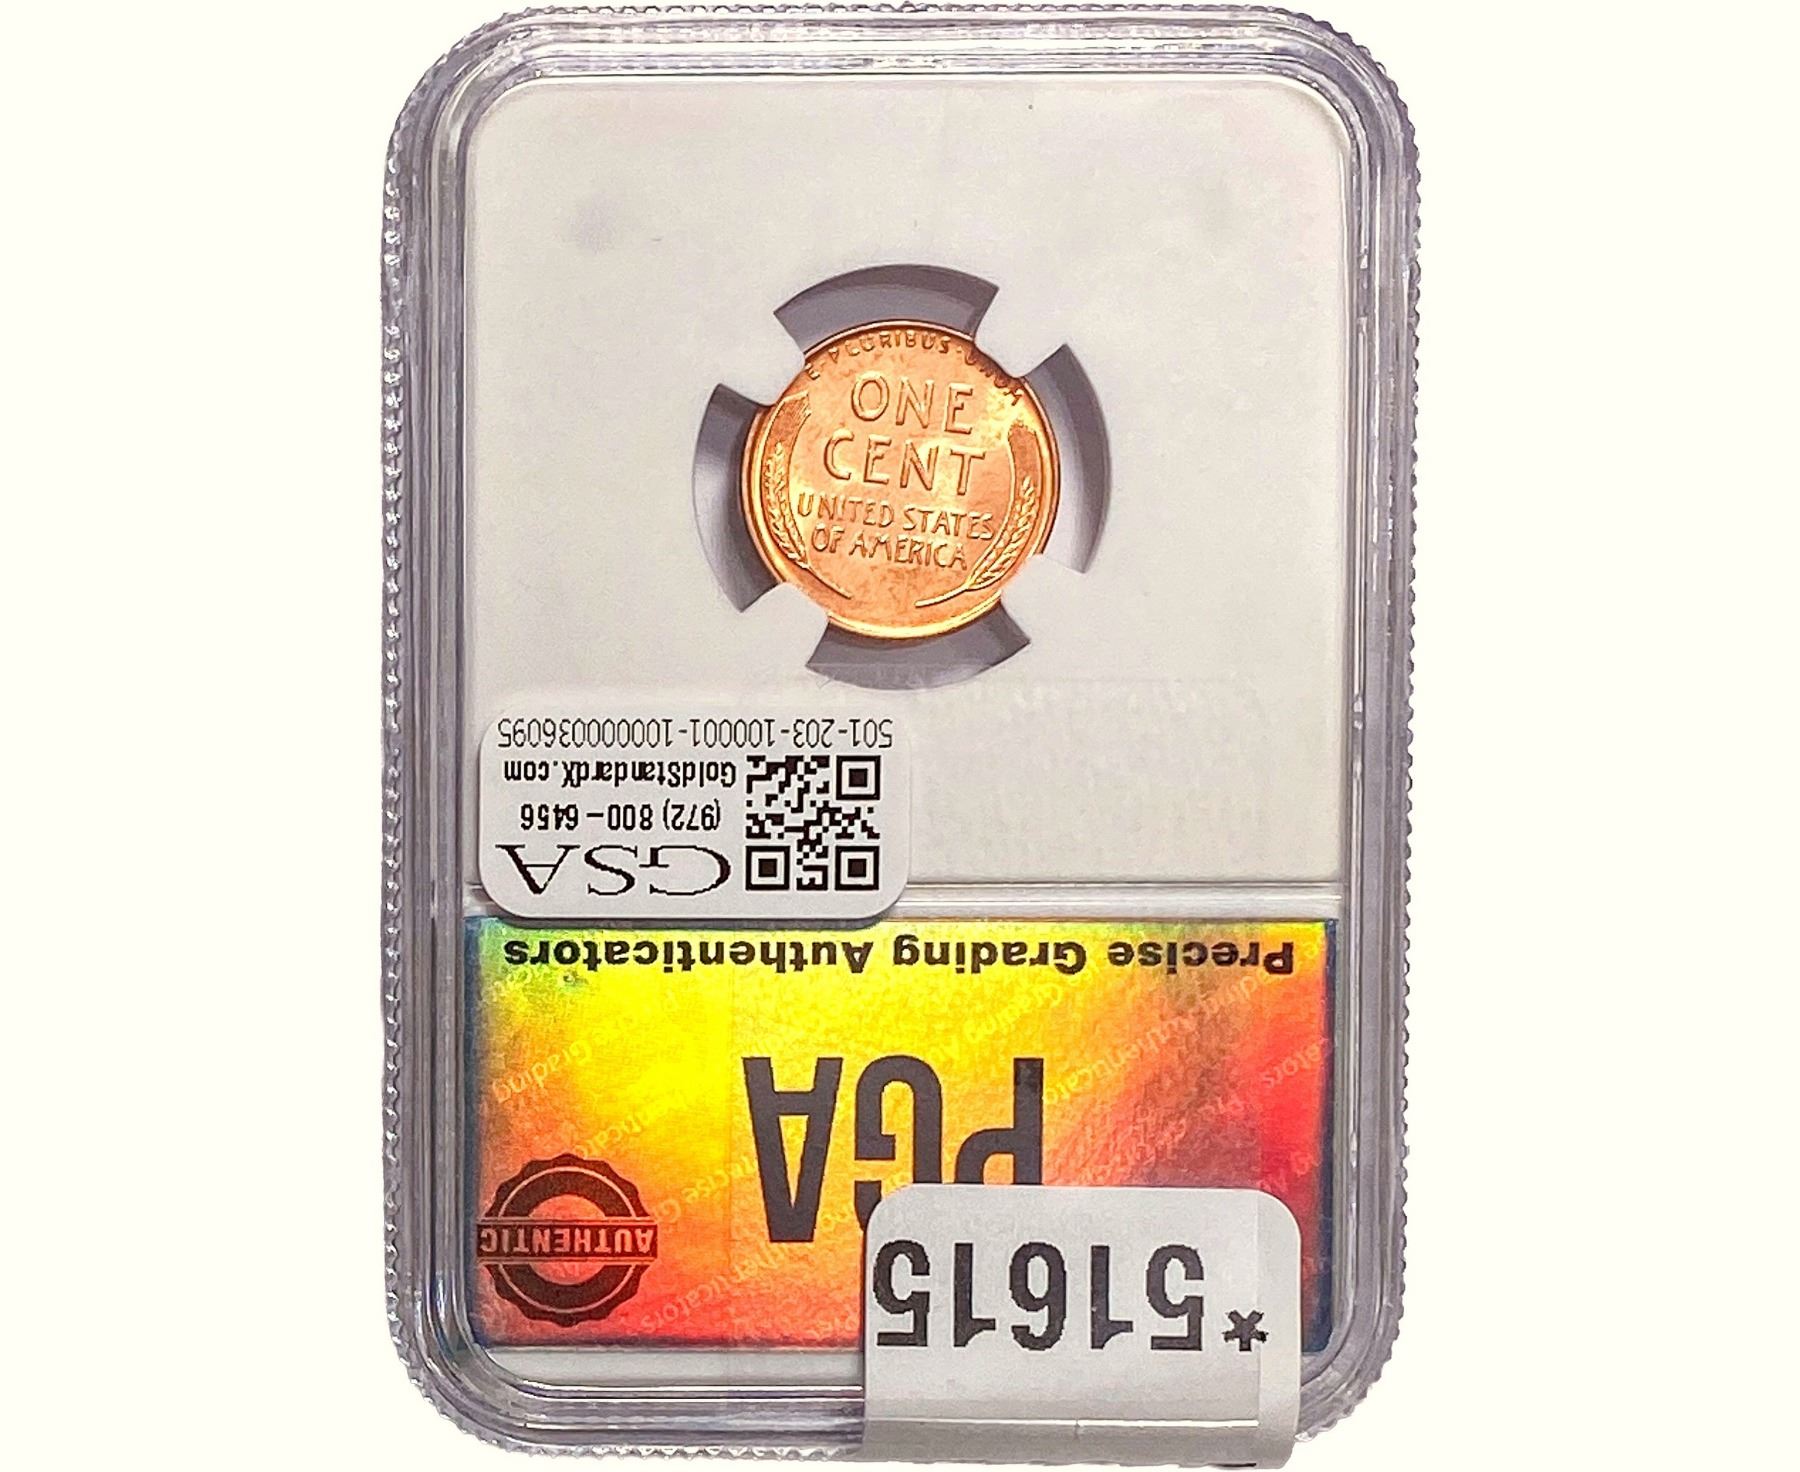 E · PLURIBUS · UNUM
ONE
CENT
UNITED STATES
OF AMERICA
501-203-100001-100000036095
GoldStandardX.com
(972) 800-6456
GSA
Precise Grading Authenticators
PGA
AUTHENTIC
*51615